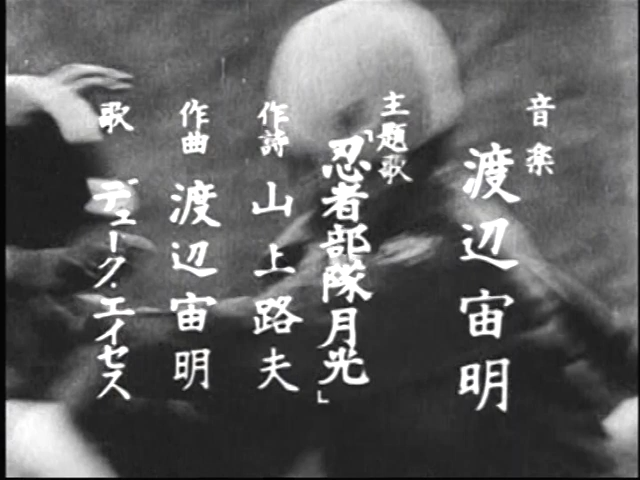 音楽
渡辺宙明
主題歌
「忍者部隊月光」
作詩
山上路夫
作曲
渡辺宙明
歌
デューク・エイセス